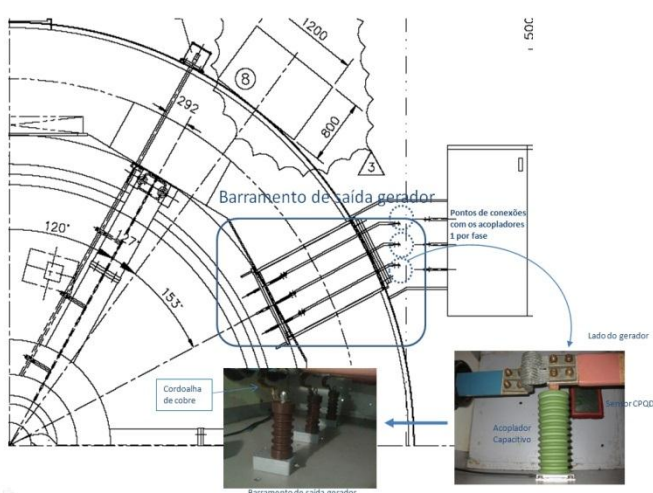 1200
500
8
292
800
3
Barramento de saída gerador
Pontos de conexões
com os acopladores
1 por fase
120°
153°
Lado do gerador
Cordoalha
de cobre
Sensor CPQD
Acoplador
Capacitivo
Barramento de saída gerador